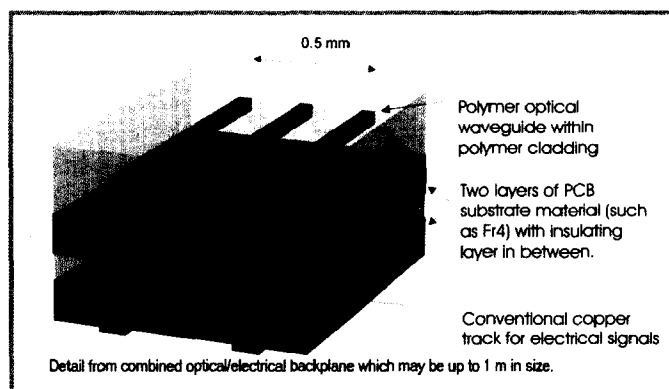 0.5 mm
Polymer optical
waveguide within
polymer cladding
Two layers of PCB
substrate material (such
as Fr4) with insulating
layer in between.
Conventional copper
track for electrical signals
Detail from combined optical/electrical backplane which may be up to 1 m in size.